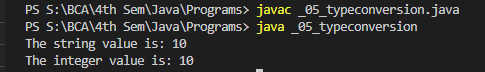 PS S:\BCA\4th Sem\Java\Programs> javac _05_typeconversion.java
PS S:\BCA\4th Sem\Java\Programs> java _05_typeconversion
The string value is: 10
The integer value is: 10